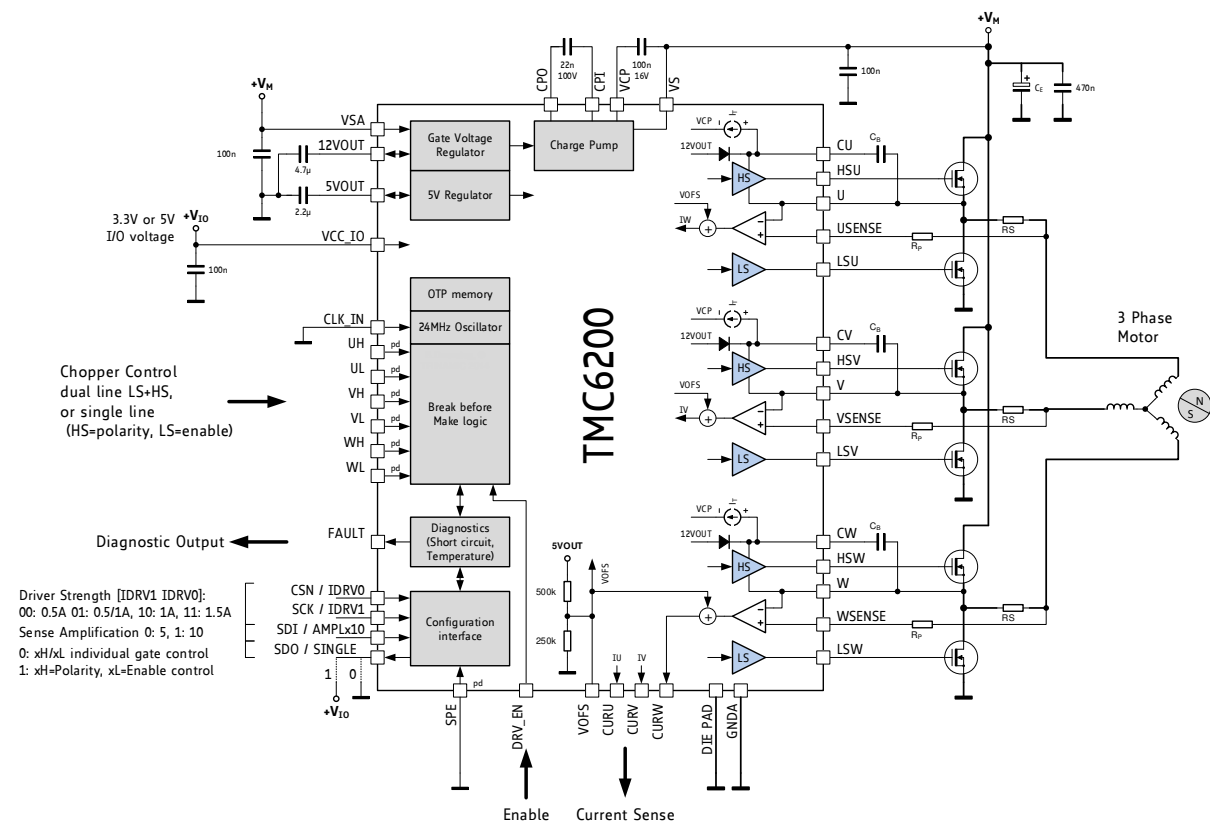 +VM
22n
100V
100n
16V
CPO
CPI
VCP
VS
100n
CE
470n
+VM
VSA
100n
12VOUT
4.7µ
5VOUT
2.2µ
Gate Voltage
Regulator
5V Regulator
Charge Pump
3.3V or 5V
I/O voltage
+VIO
VCC_IO
100n
OTP memory
24MHz Oscillator
Break before
Make logic
CLK_IN
UH
pd
UL
pd
VH
pd
VL
pd
WH
pd
WL
pd
Chopper Control
dual line LS+HS,
or single line
(HS=polarity, LS=enable)
TMC6200
Diagnostic Output
FAULT
Diagnostics
(Short circuit,
Temperature)
Driver Strength [IDRV1 IDRV0]:
00: 0.5A 01: 0.5/1A, 10: 1A, 11: 1.5A
Sense Amplification 0: 5, 1: 10
0: xH/xL individual gate control
1: xH=Polarity, xL=Enable control
CSN / IDRV0
SCK / IDRV1
SDI / AMPLx10
SDO / SINGLE
1
0
+VIO
Configuration
interface
pd
SPE
DRV_EN
Enable
5VOUT
500k
250k
VOFS
VOFS
IU
IV
CURU
CURV
CURW
Current Sense
DIE PAD
GNDA
VCP
+
12VOUT
HS
VOFS
IW
+
-
+
LS
CU
CB
HSU
U
USENSE
RP
LSU
RS
VCP
+
12VOUT
HS
VOFS
IV
+
-
+
LS
CV
CB
HSV
V
VSENSE
RP
LSV
RS
VCP
+
12VOUT
HS
+
-
+
LS
CW
CB
HSW
W
WSENSE
RP
LSW
RS
3 Phase
Motor
N
S